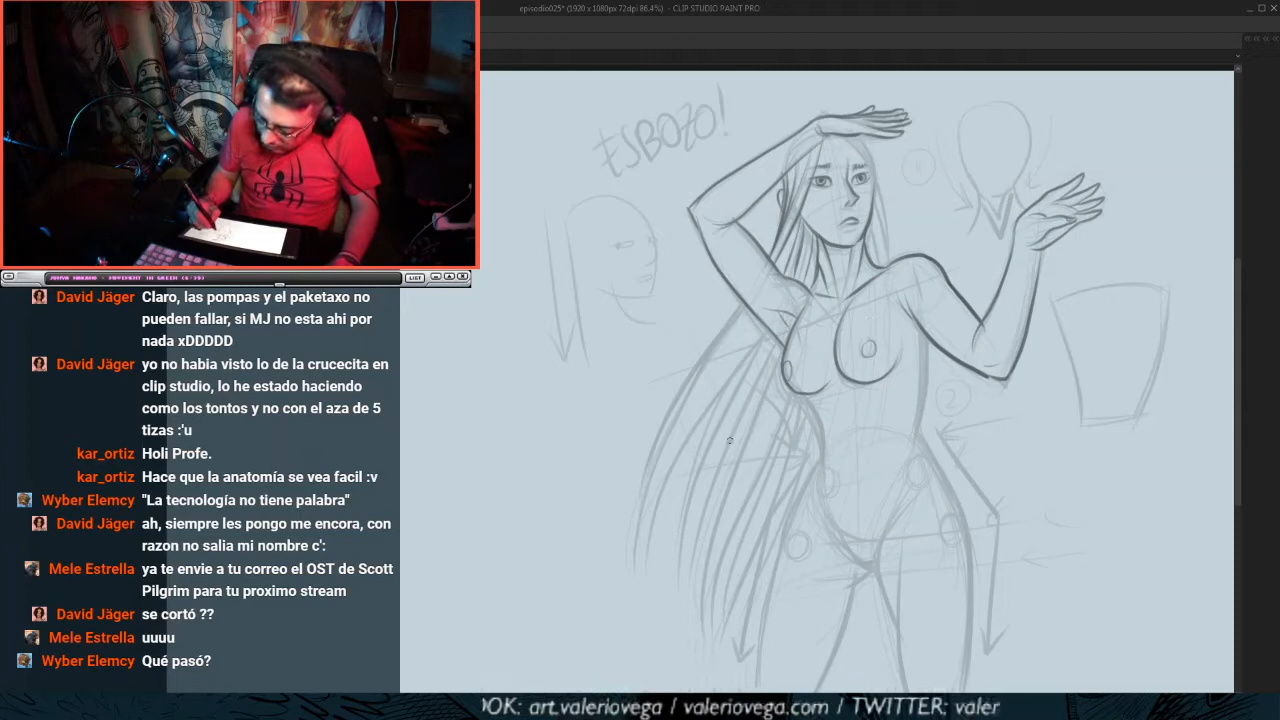 episodio025* (1920 x 1080px 72dpi 86.4%) - CLIP STUDIO PAINT PRO
ESBOZO!
1
2
LIST
David Jäger Claro, las pompas y el paketaxo no
pueden fallar, si MJ no esta ahi por
nada xDDDDD
David Jäger yo no habia visto lo de la crucecita en
clip studio, lo he estado haciendo
como los tontos y no con el aza de 5
tizas :'u
kar_ortiz Holi Profe.
kar_ortiz Hace que la anatomía se vea facil :v
Wyber Elemcy "La tecnología no tiene palabra"
David Jäger ah, siempre les pongo me encora, con
razon no salia mi nombre c':
Mele Estrella ya te envie a tu correo el OST de Scott
Pilgrim para tu proximo stream
David Jäger se cortó ??
Mele Estrella uuuu
Wyber Elemcy Qué pasó?
OK: art.valeriovega / valeriovega.com / TWITTER: valer